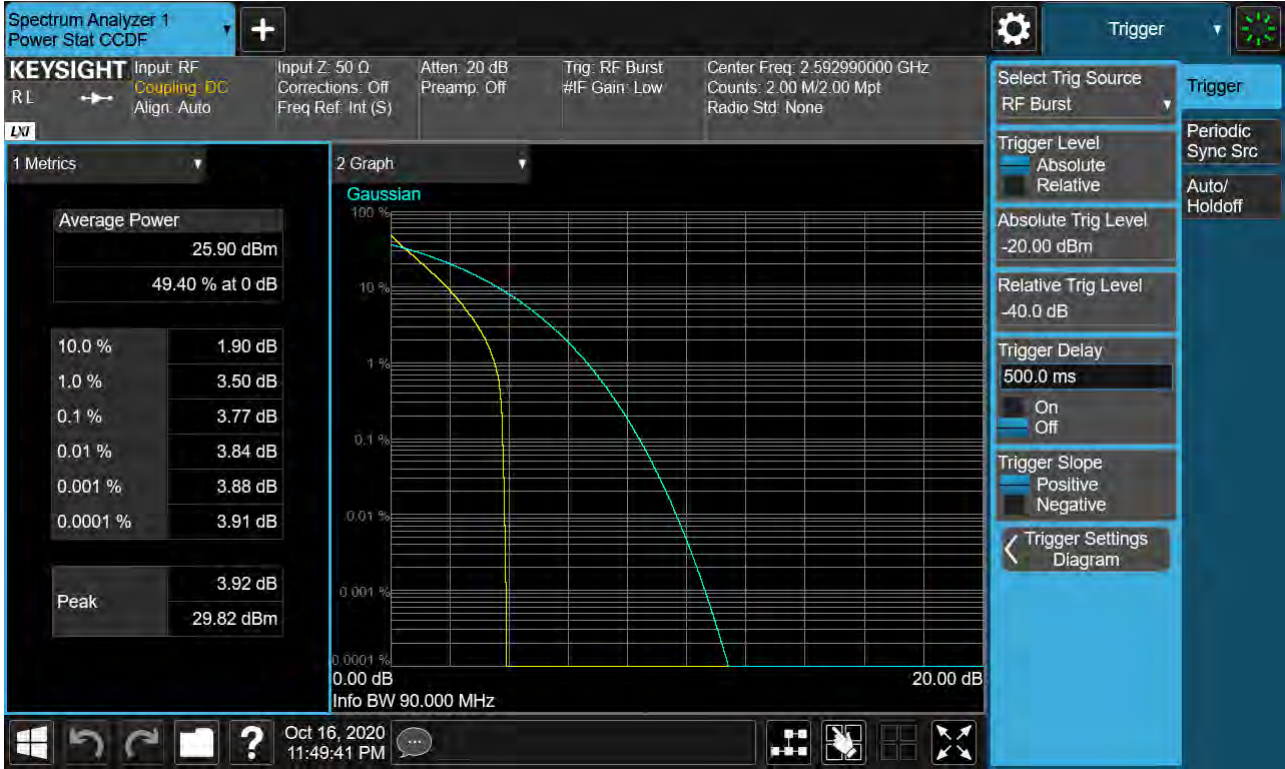 Spectrum Analyzer 1
Power Stat CCDF
+
Trigger
KEYSIGHT
R L
LXI
Input: RF
Coupling: DC
Align: Auto
Input Z: 50 Ω
Corrections: Off
Freq Ref: Int (S)
Atten: 20 dB
Preamp: Off
Trig: RF Burst
#IF Gain: Low
Center Freq: 2.592990000 GHz
Counts: 2.00 M/2.00 Mpt
Radio Std: None
1 Metrics
Average Power
25.90 dBm
49.40 % at 0 dB
10.0 % 1.90 dB
1.0 % 3.50 dB
0.1 % 3.77 dB
0.01 % 3.84 dB
0.001 % 3.88 dB
0.0001 % 3.91 dB
Peak
3.92 dB
29.82 dBm
2 Graph
Gaussian
100 %
10 %
1 %
0.1 %
0.01 %
0.001 %
0.0001 %
0.00 dB 20.00 dB
Info BW 90.000 MHz
Select Trig Source
RF Burst
Trigger Level
Absolute
Relative
Absolute Trig Level
-20.00 dBm
Relative Trig Level
-40.0 dB
Trigger Delay
500.0 ms
On
Off
Trigger Slope
Positive
Negative
Trigger Settings
Diagram
Trigger
Periodic
Sync Src
Auto/
Holdoff
?
Oct 16, 2020
11:49:41 PM